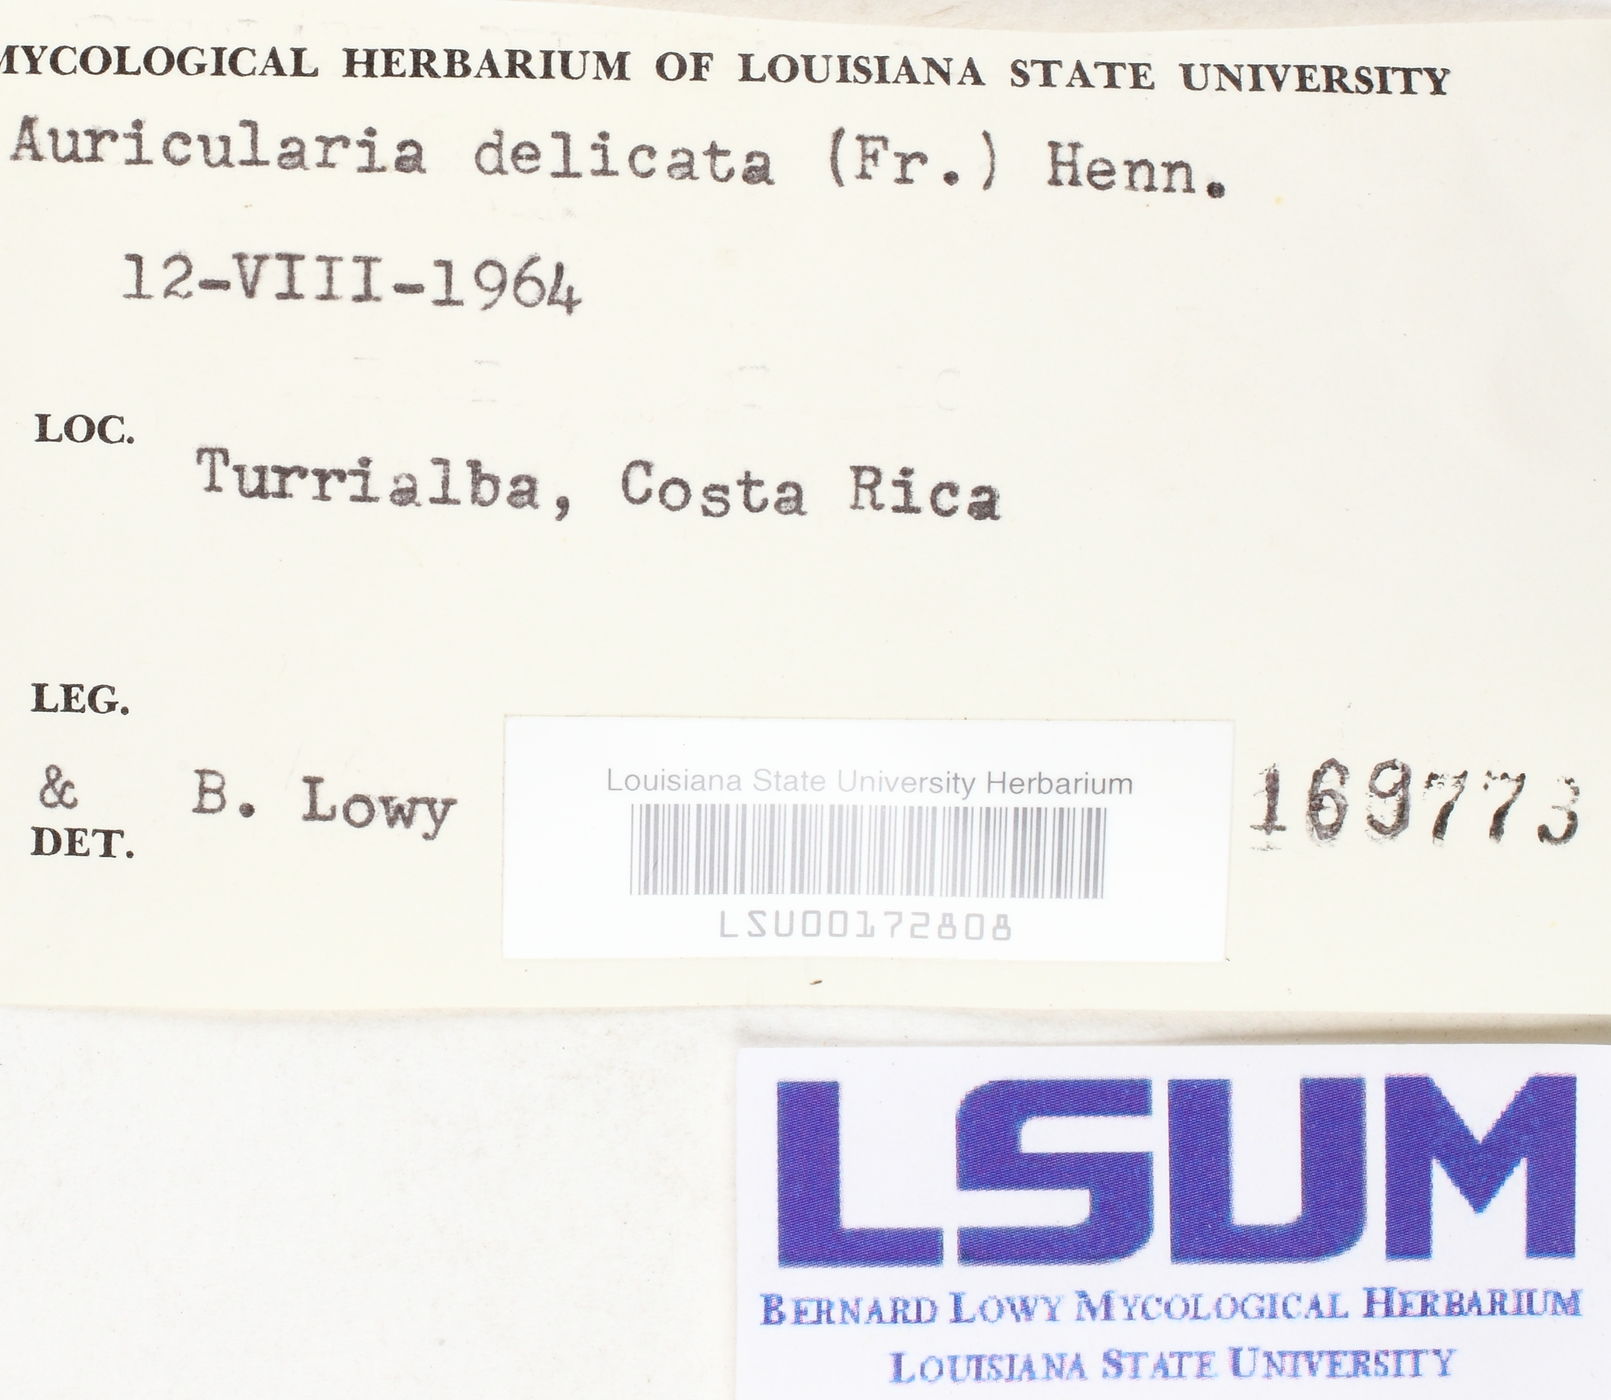 MYCOLOGICAL HERBARIUM OF LOUISIANA STATE UNIVERSITY
Auricularia delicata (Fr.) Henn.
12-VIII-1964
LOC.
Turrialba, Costa Rica
LEG.
& B. Lowy
DET.
Louisiana State University Herbarium
LSU00172808
169773
LSUM
BERNARD LOWY MYCOLOGICAL HERBARIUM
LOUISIANA STATE UNIVERSITY